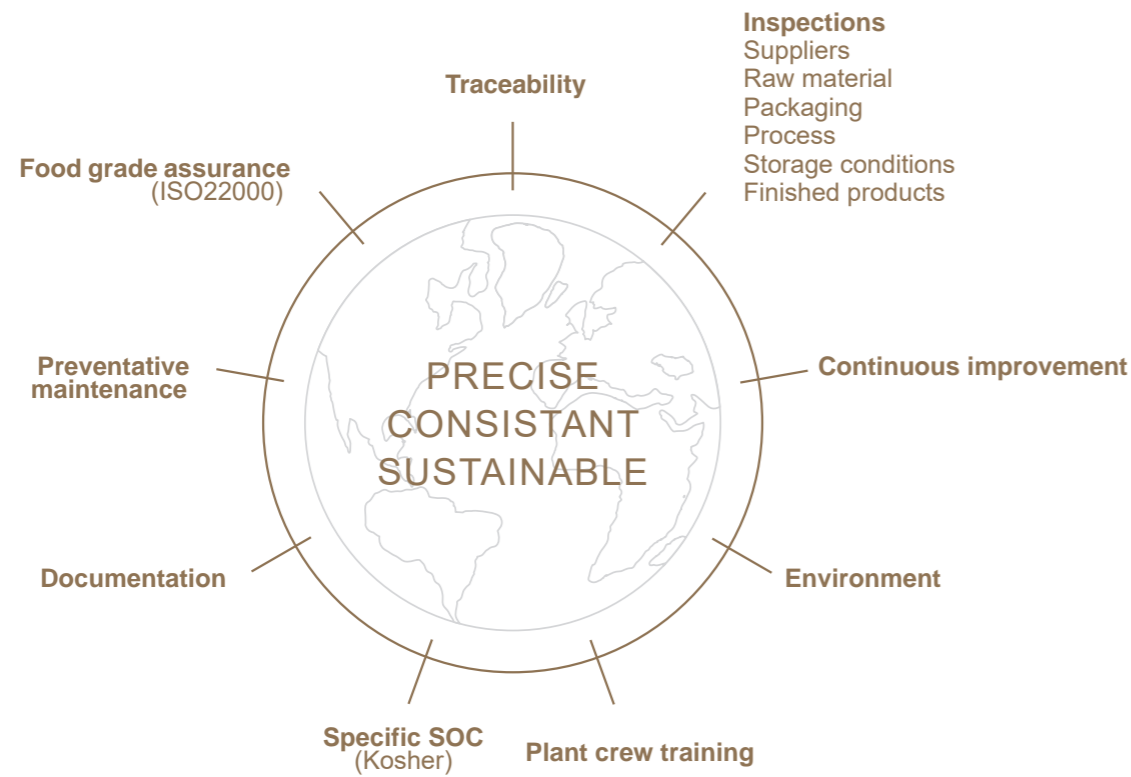 Traceability
Inspections
Suppliers
Raw material
Packaging
Process
Storage conditions
Finished products
Food grade assurance
(ISO22000)
Preventative
maintenance
PRECISE
CONSISTANT
SUSTAINABLE
Continuous improvement
Documentation
Environment
Specific SOC
(Kosher)
Plant crew training